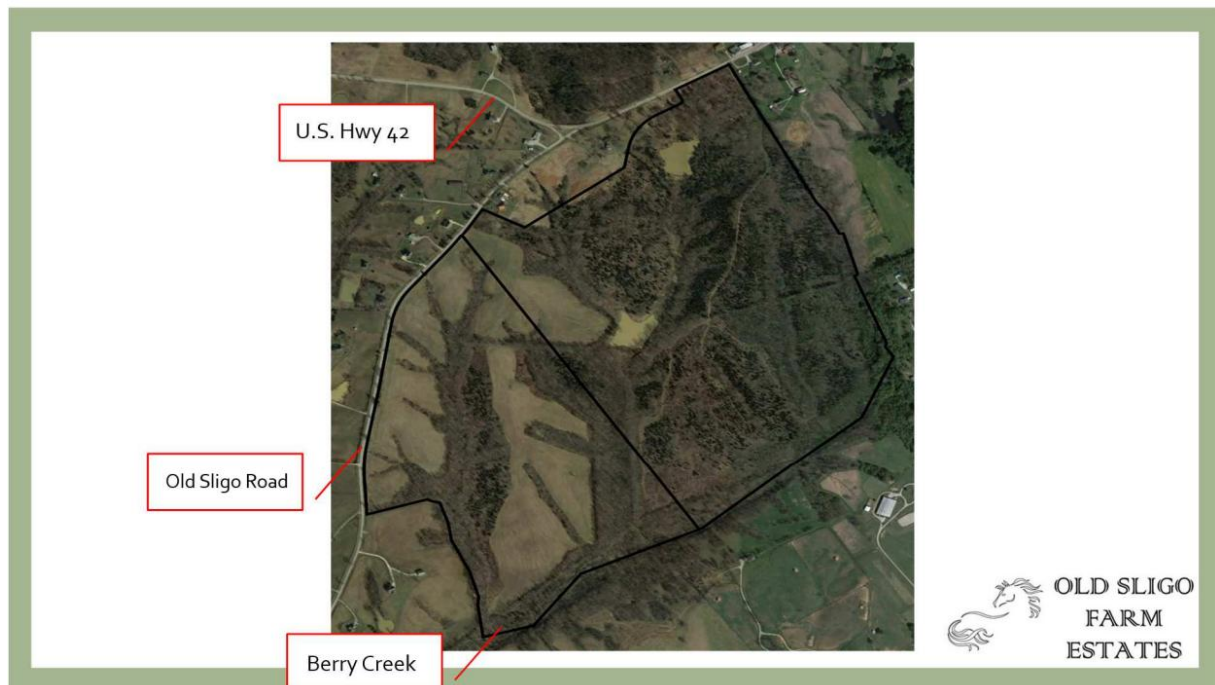 U.S. Hwy 42
Old Sligo Road
Berry Creek
OLD SLIGO
FARM
ESTATES